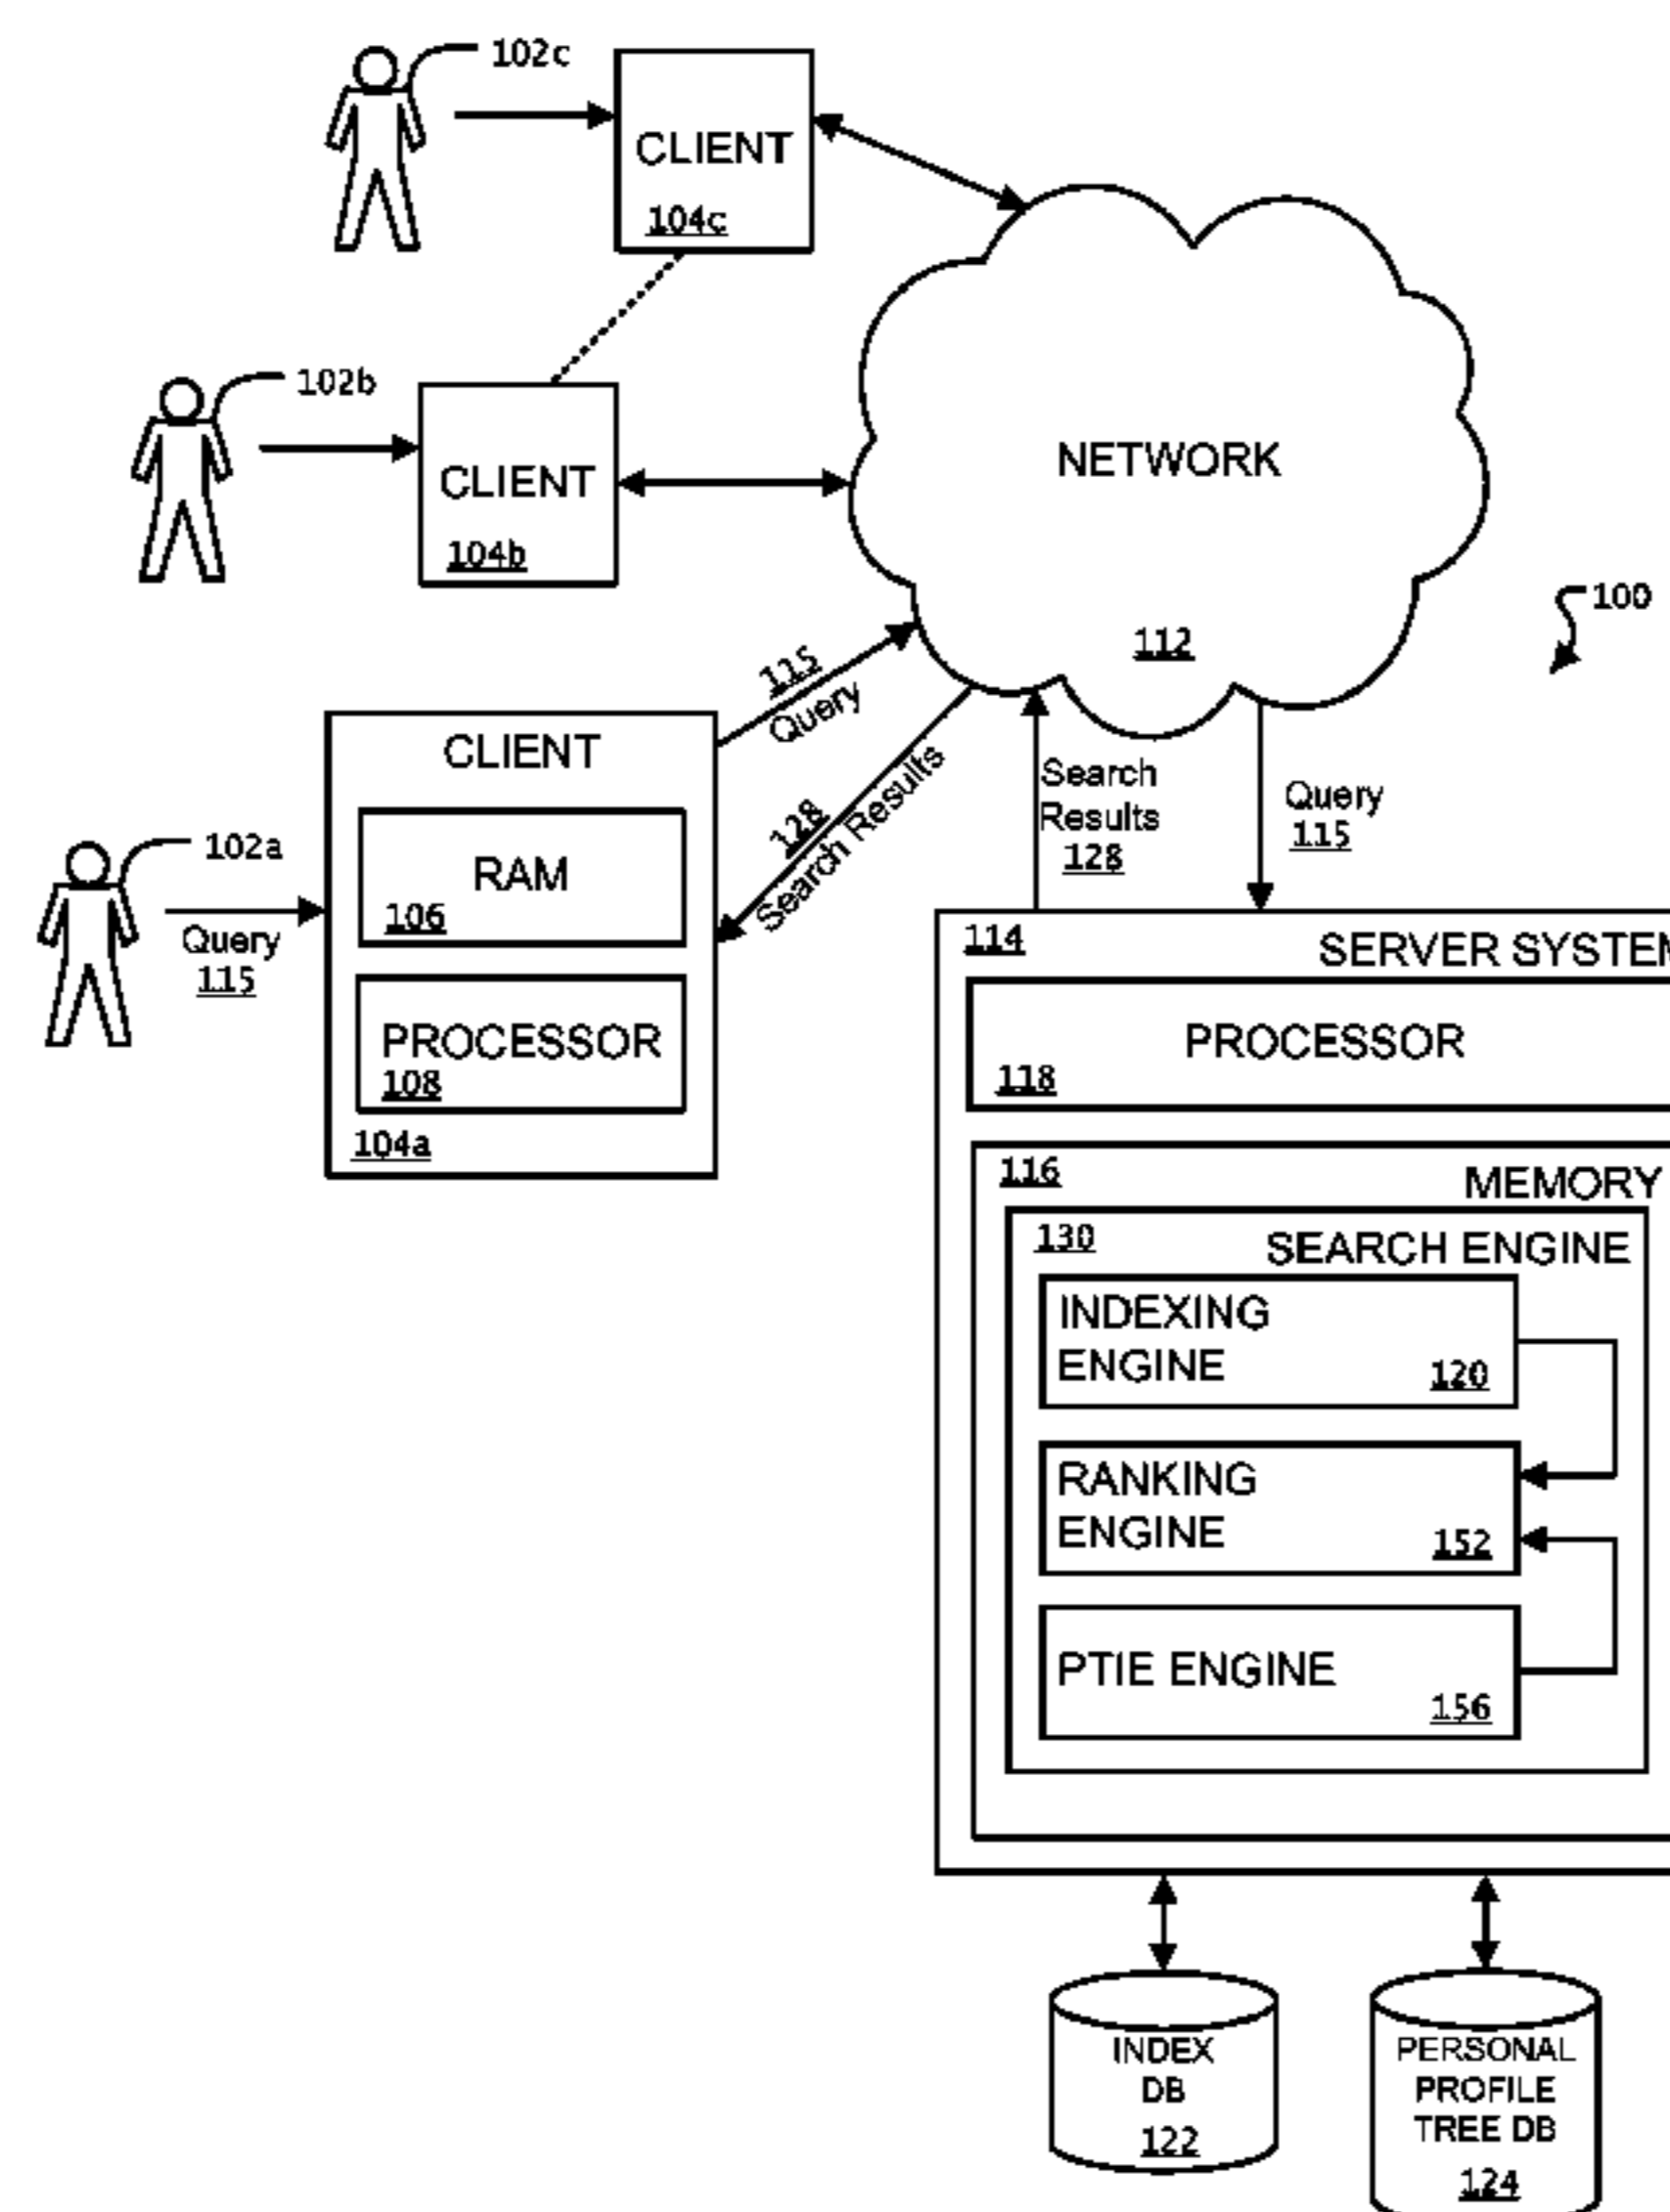 102c
CLIENT
104c
102b
CLIENT
104b
NETWORK
112
100
115
Query
128
Search Results
Search
Results
128
Query
115
102a
Query
115
CLIENT
RAM
106
PROCESSOR
108
104a
114
SERVER SYSTEM
PROCESSOR
118
116
MEMORY
130
SEARCH ENGINE
INDEXING
ENGINE
120
RANKING
ENGINE
152
PTIE ENGINE
156
INDEX
DB
122
PERSONAL
PROFILE
TREE DB
124